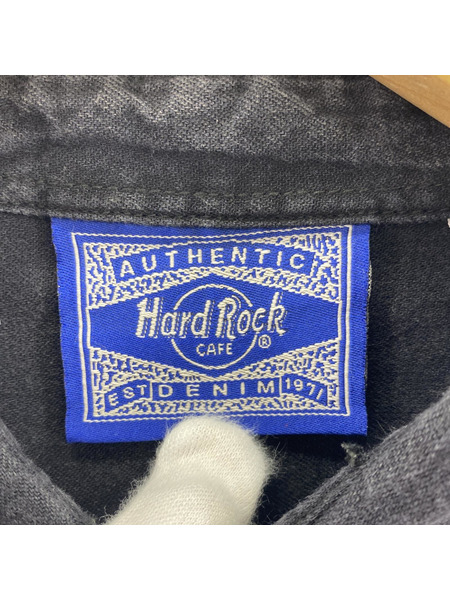 AUTHENTIC
Hard Rock
CAFE ®
EST DENIM 1971